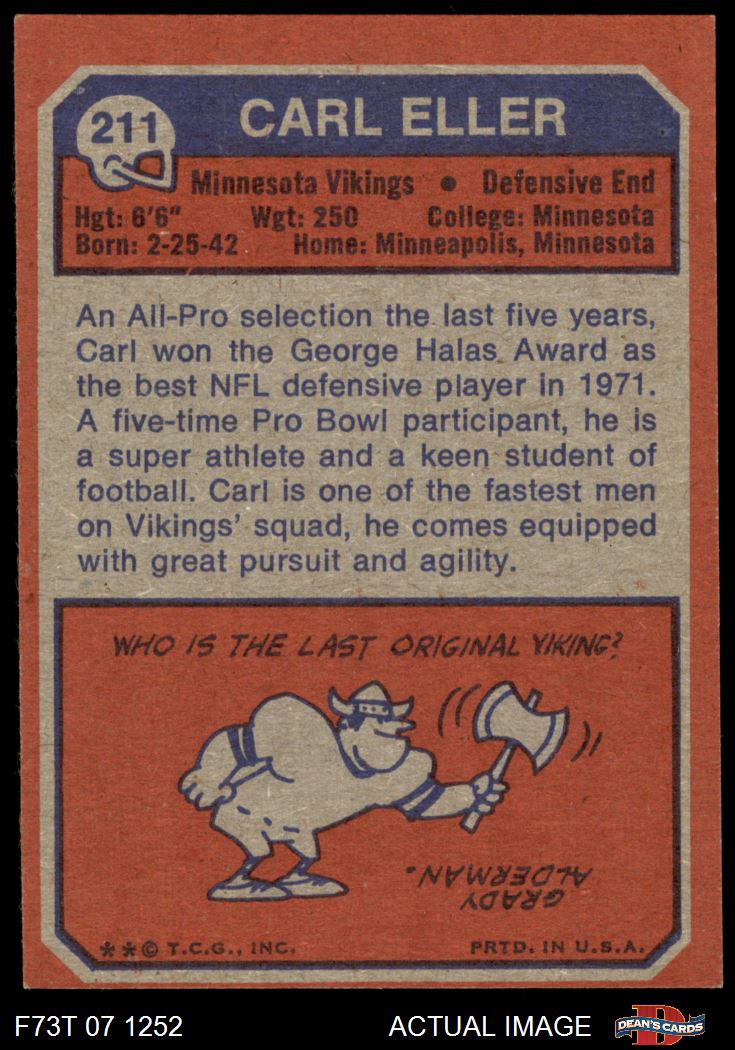 211
CARL ELLER
Minnesota Vikings • Defensive End
Hgt: 6'6" Wgt: 250 College: Minnesota
Born: 2-25-42 Home: Minneapolis, Minnesota
An All-Pro selection the last five years,
Carl won the George Halas Award as
the best NFL defensive player in 1971.
A five-time Pro Bowl participant, he is
a super athlete and a keen student of
football. Carl is one of the fastest men
on Vikings' squad, he comes equipped
with great pursuit and agility.
WHO IS THE LAST ORIGINAL VIKING?
GRADY
ALDERMAN.
**© T.C.G., INC. PRTD. IN U.S.A.
F73T 07 1252 ACTUAL IMAGE
D
DEAN'S CARDS